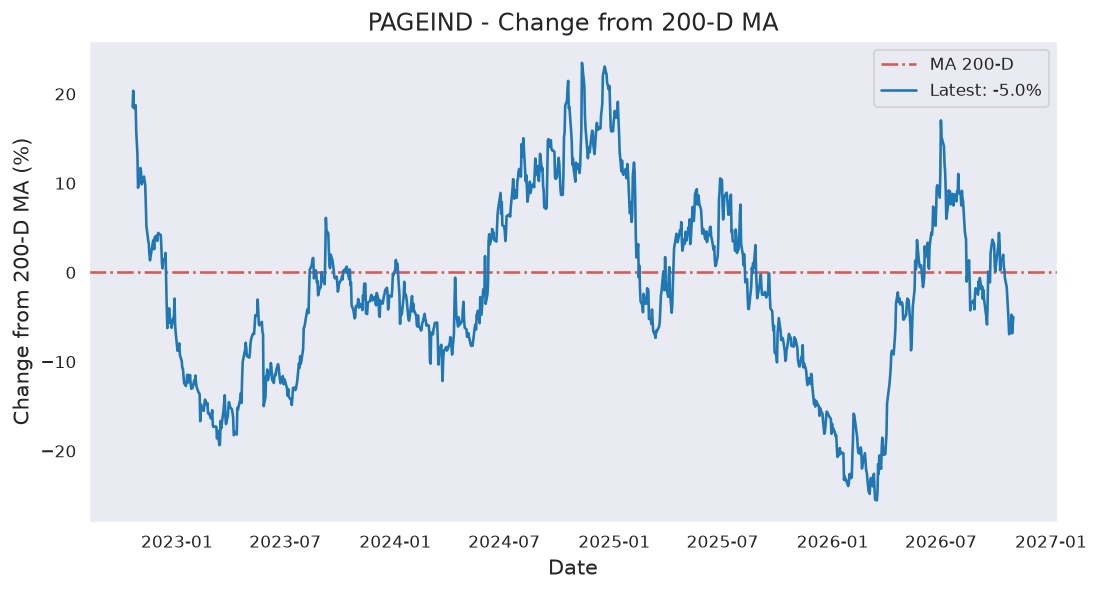 PAGEIND - Change from 200-D MA
MA 200-D
Latest: -5.0%
Change from 200-D MA (%)
20
10
0
−10
−20
2023-01
2023-07
2024-01
2024-07
2025-01
2025-07
2026-01
2026-07
2027-01
Date